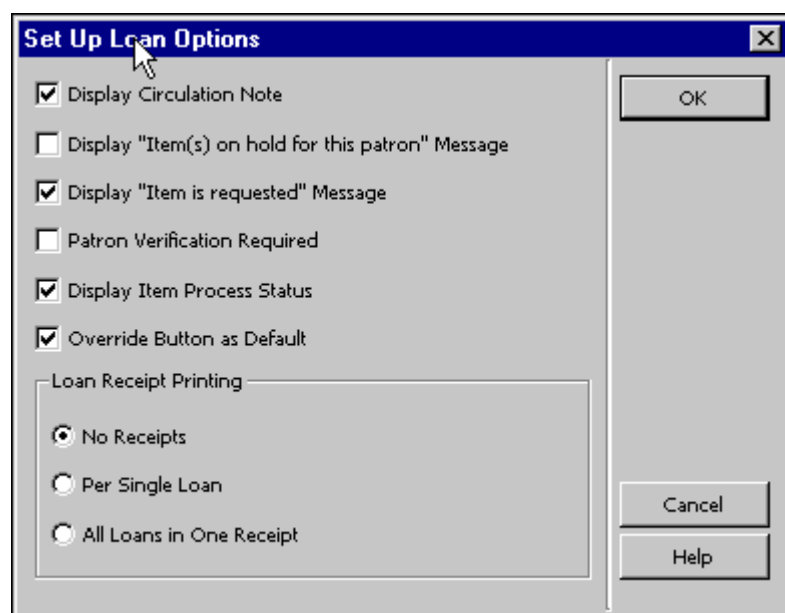 Set Up Loan Options
Display Circulation Note
Display "Item(s) on hold for this patron" Message
Display "Item is requested" Message
Patron Verification Required
Display Item Process Status
Override Button as Default
Loan Receipt Printing
No Receipts
Per Single Loan
All Loans in One Receipt
OK
Cancel
Help